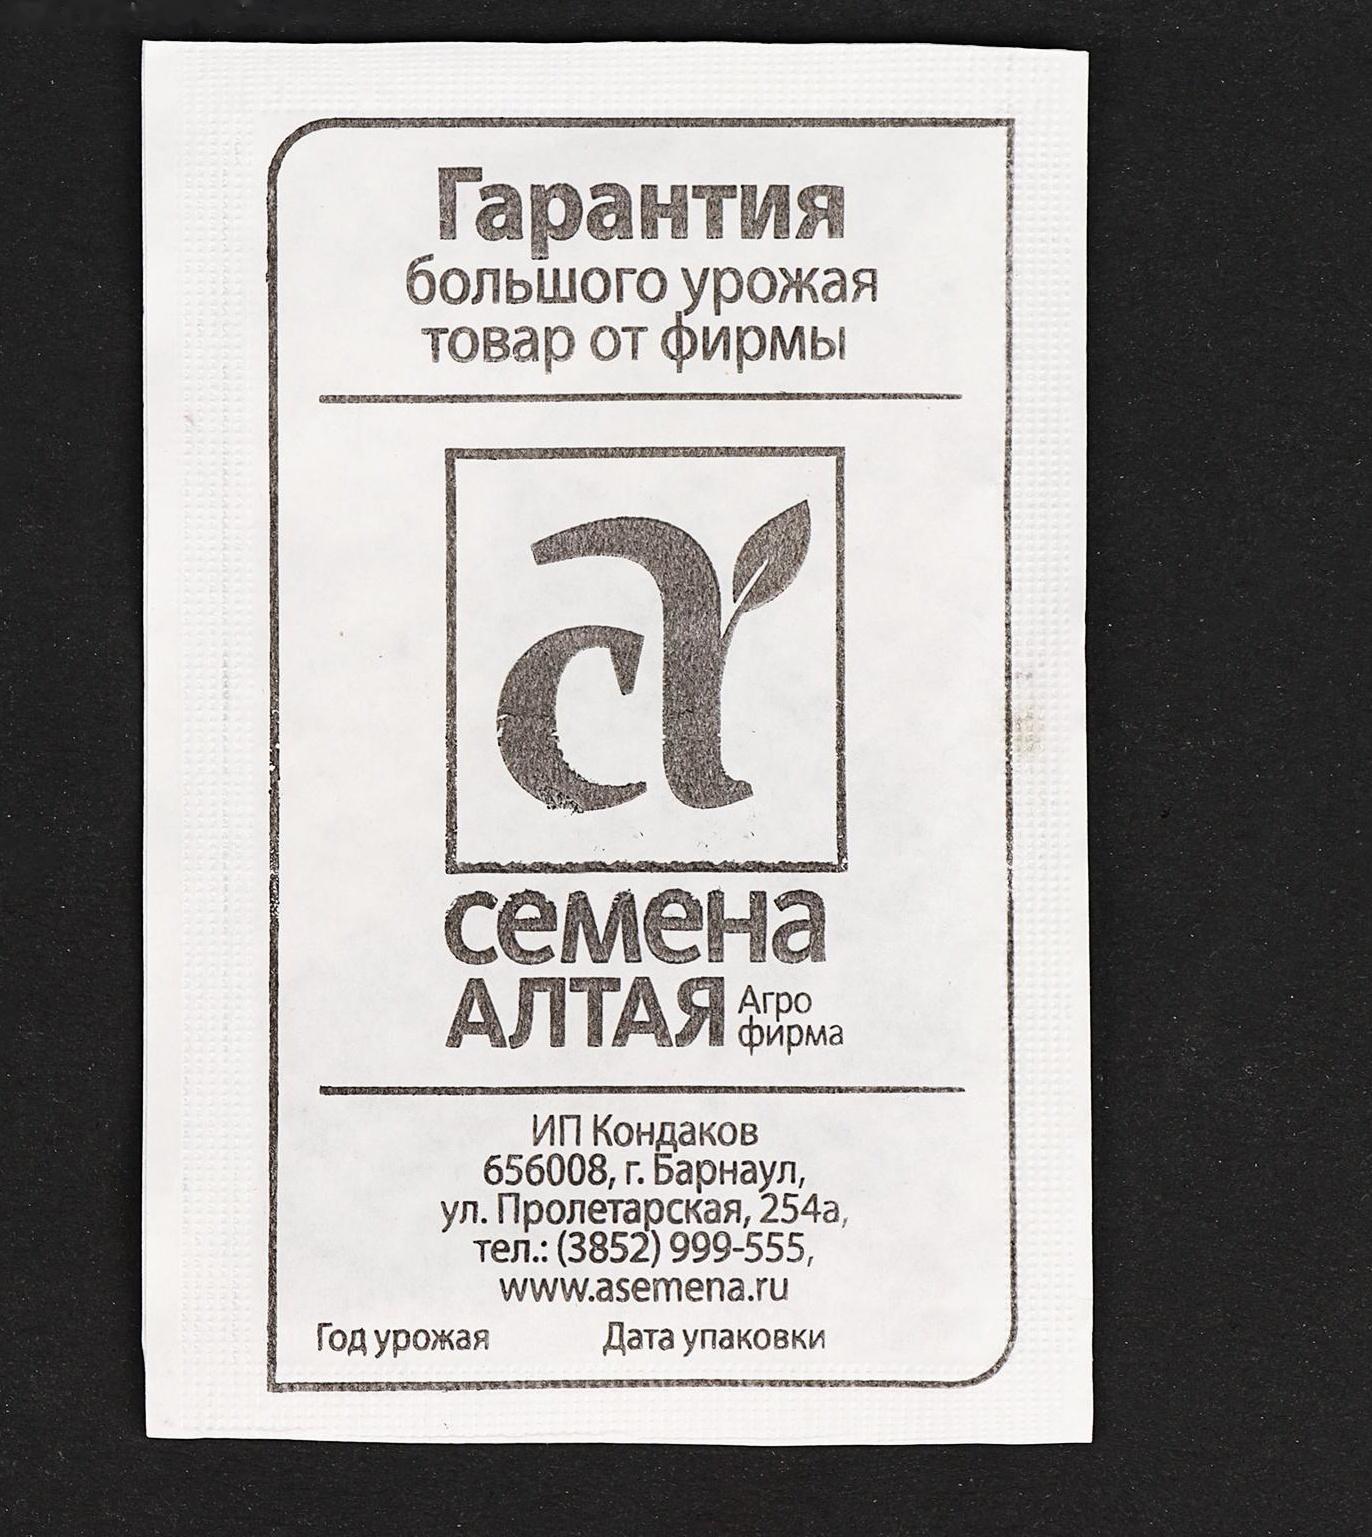 Гарантия
большого урожая
товар от фирмы
семена
АЛТАЯ Агро
фирма
ИП Кондаков
656008, г. Барнаул,
ул. Пролетарская, 254а,
тел.: (3852) 999-555,
www.asemena.ru
Год урожая Дата упаковки